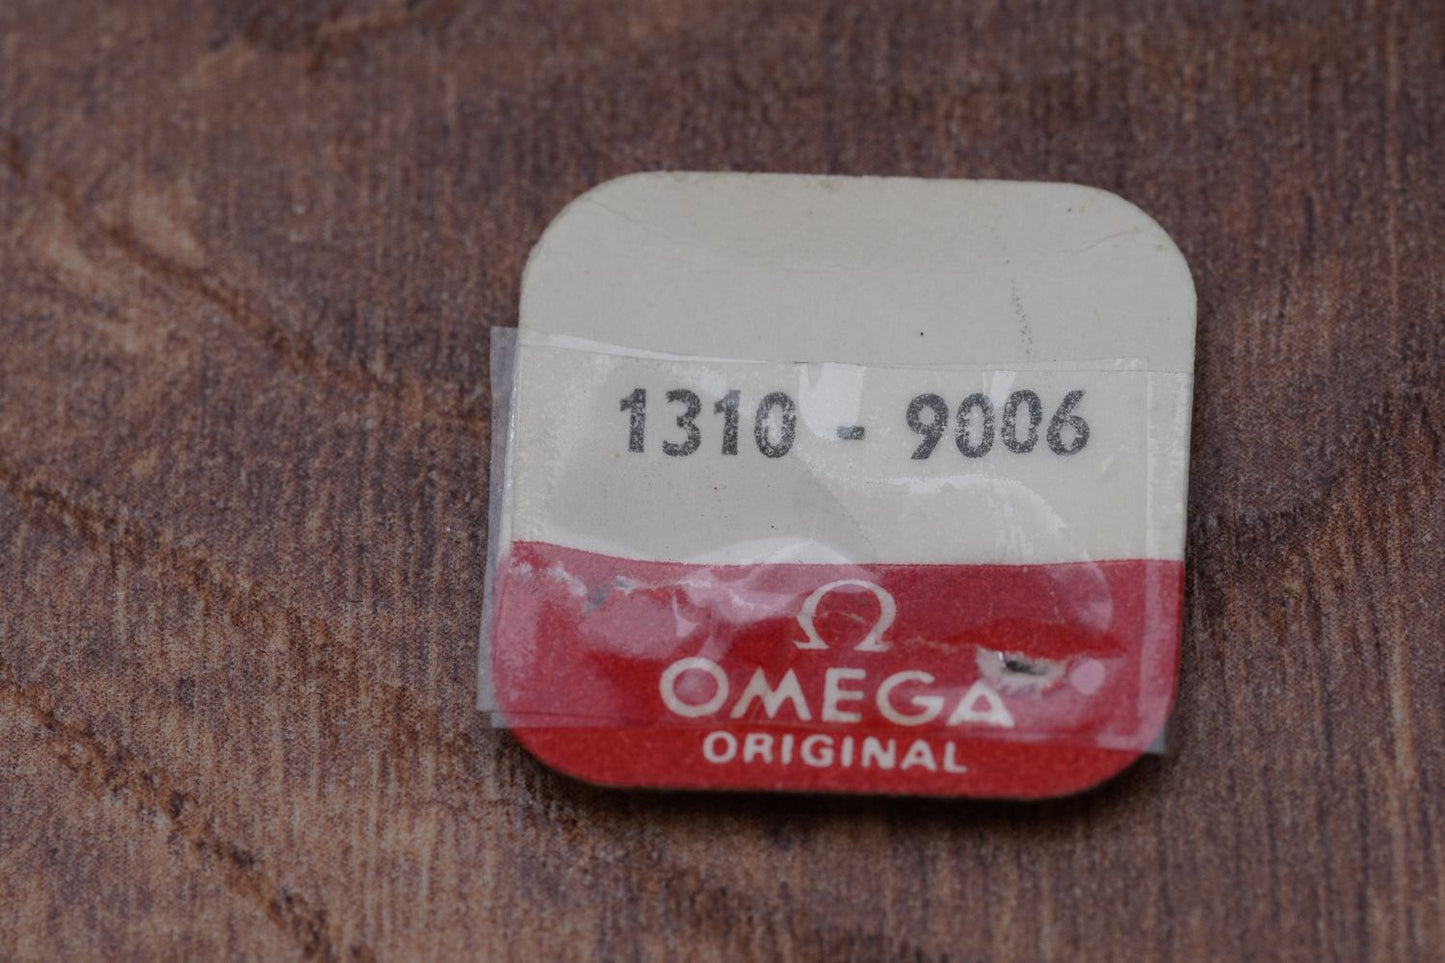 1310 - 9006
Ω
OMEGA
ORIGINAL